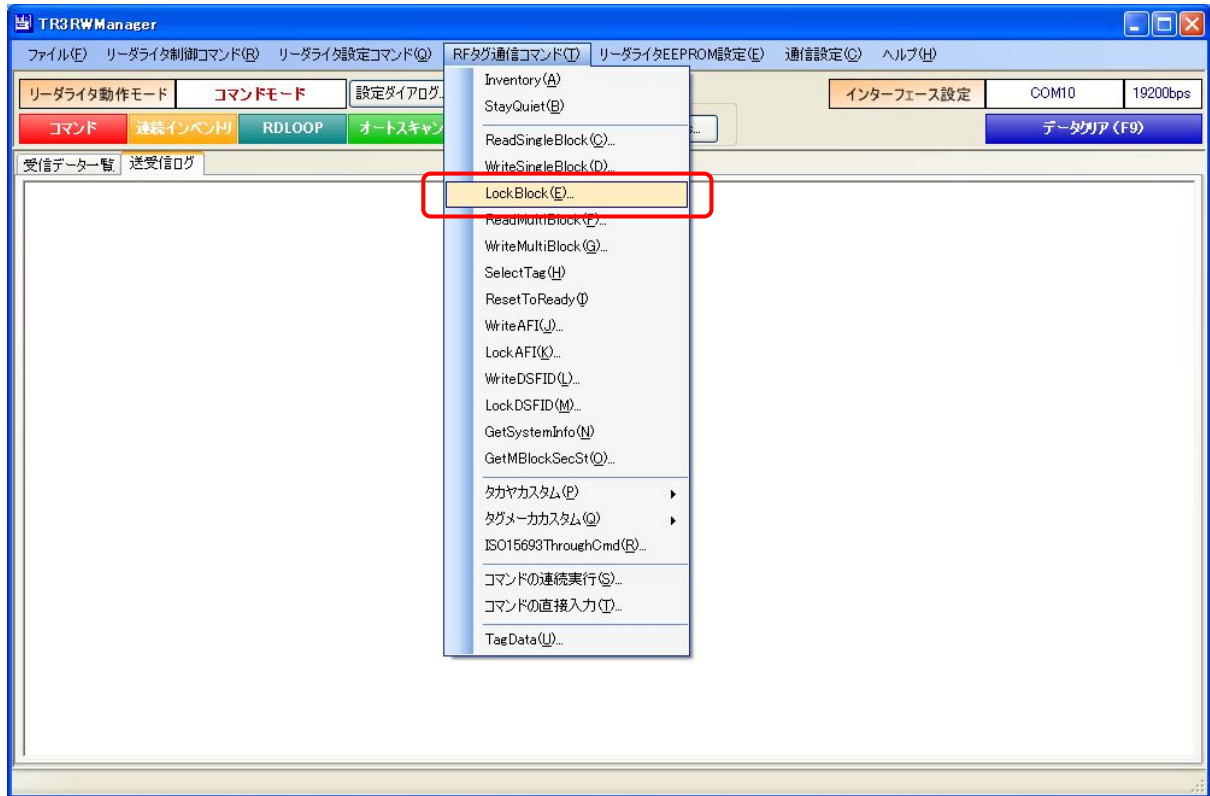 TR3RWManager
ファイル(F) リーダライタ制御コマンド(R) リーダライタ設定コマンド(Q) RFタグ通信コマンド(T) リーダライタEEPROM設定(E) 通信設定(C) ヘルプ(H)
リーダライタ動作モード コマンドモード 設定ダイアログ インターフェース設定 COM10 19200bps
コマンド 連続インベントリ RDLOOP オートスキャン データクリア(F9)
受信データ一覧 送受信ログ
Inventory(A)
StayQuiet(B)
ReadSingleBlock(C)...
WriteSingleBlock(D)...
LockBlock(E)...
ReadMultiBlock(F)...
WriteMultiBlock(G)...
SelectTag(H)
ResetToReady(I)
WriteAFI(J)...
LockAFI(K)...
WriteDSFID(L)...
LockDSFID(M)...
GetSystemInfo(N)
GetMBlockSecSt(O)...
タカヤカスタム(P)
タグメーカカスタム(Q)
ISO15693ThroughCmd(R)...
コマンドの連続実行(S)...
コマンドの直接入力(T)...
TagData(U)...